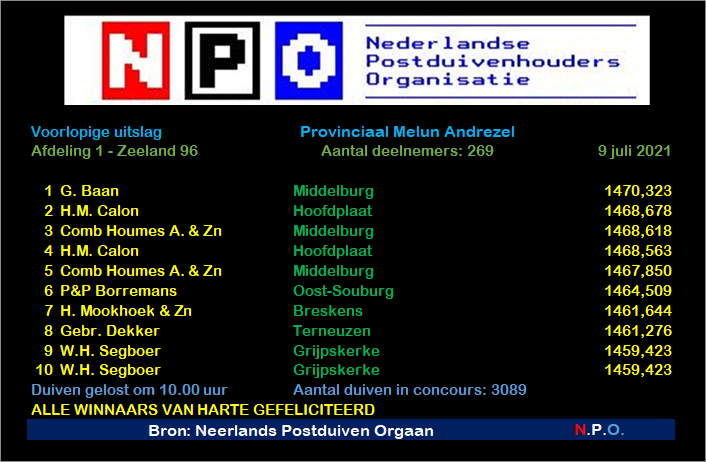 NPO Nederlandse
Postduivenhouders
Organisatie
Voorlopige uitslag Provinciaal Melun Andrezel
Afdeling 1 - Zeeland 96 Aantal deelnemers: 269 9 juli 2021
1 G. Baan Middelburg 1470,323
2 H.M. Calon Hoofdplaat 1468,678
3 Comb Houmes A. & Zn Middelburg 1468,618
4 H.M. Calon Hoofdplaat 1468,563
5 Comb Houmes A. & Zn Middelburg 1467,850
6 P&P Borremans Oost-Souburg 1464,509
7 H. Mookhoek & Zn Breskens 1461,644
8 Gebr. Dekker Terneuzen 1461,276
9 W.H. Segboer Grijpskerke 1459,423
10 W.H. Segboer Grijpskerke 1459,423
Duiven gelost om 10.00 uur Aantal duiven in concours: 3089
ALLE WINNAARS VAN HARTE GEFELICITEERD
Bron: Neerlands Postduiven Orgaan N.P.O.